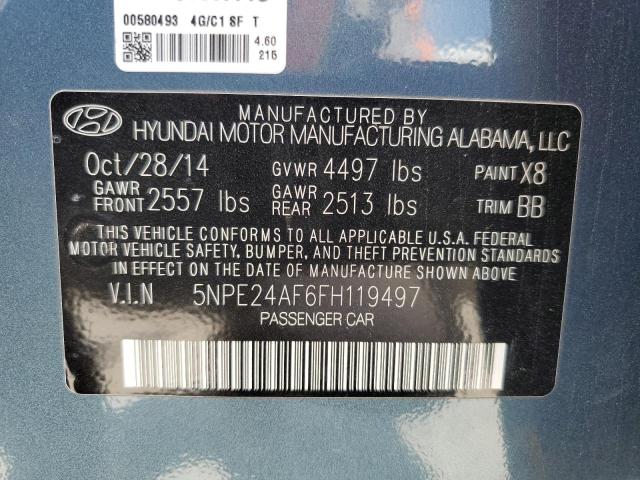 00580493 4G/C1 SF T
4.60
215
MANUFACTURED BY
HYUNDAI MOTOR MANUFACTURING ALABAMA, LLC
Oct/28/14 GVWR 4497 lbs PAINT X8
GAWR FRONT 2557 lbs GAWR REAR 2513 lbs TRIM BB
THIS VEHICLE CONFORMS TO ALL APPLICABLE U.S.A. FEDERAL
MOTOR VEHICLE SAFETY, BUMPER, AND THEFT PREVENTION STANDARDS
IN EFFECT ON THE DATE OF MANUFACTURE SHOWN ABOVE.
V.I.N 5NPE24AF6FH119497
PASSENGER CAR